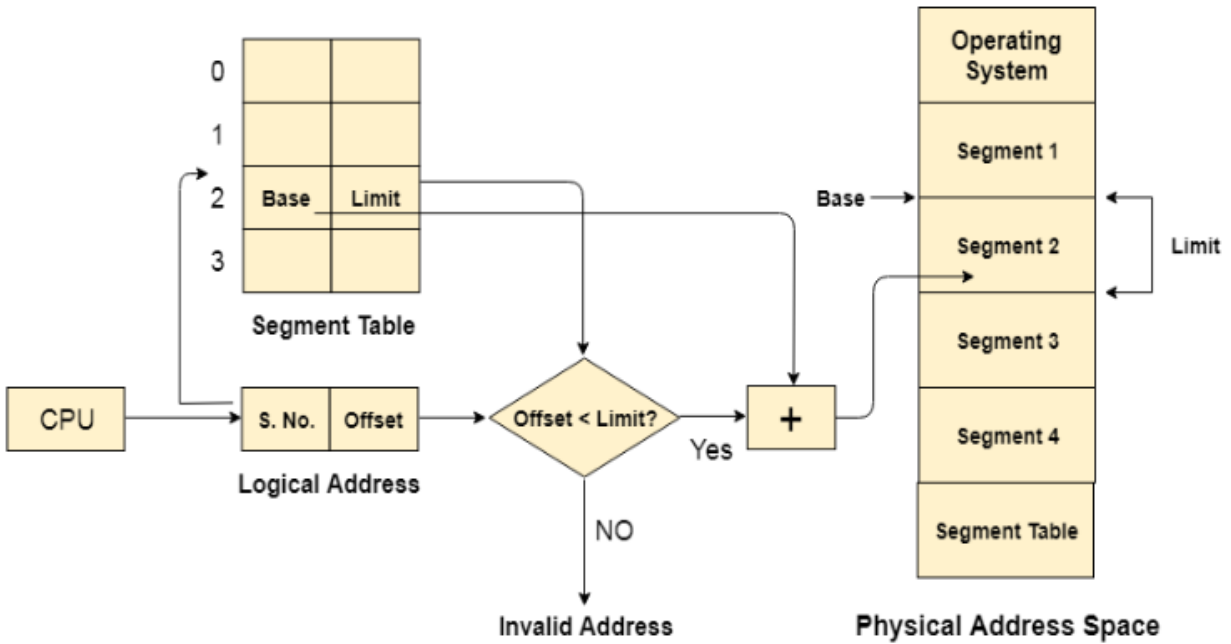 Operating
System
0
1
Segment 1
2
Base
Limit
Base
Segment 2
Limit
3
Segment Table
Segment 3
CPU
S. No.
Offset
Offset < Limit?
+
Yes
Segment 4
Logical Address
NO
Segment Table
Invalid Address
Physical Address Space